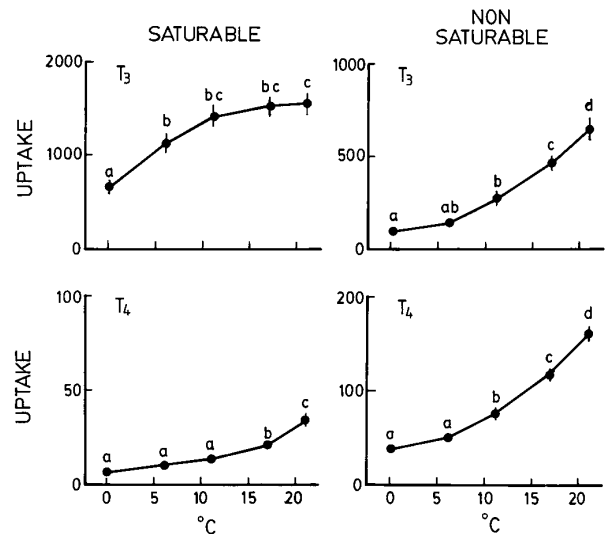 SATURABLE
NON
SATURABLE
2000
T3
a
b
bc
bc
c
1000
0
UPTAKE
1000
T3
a
ab
b
c
d
500
0
100
T4
a
a
a
b
c
50
0
UPTAKE
0 5 10 15 20
°C
200
T4
a
a
b
c
d
100
0
0 5 10 15 20
°C